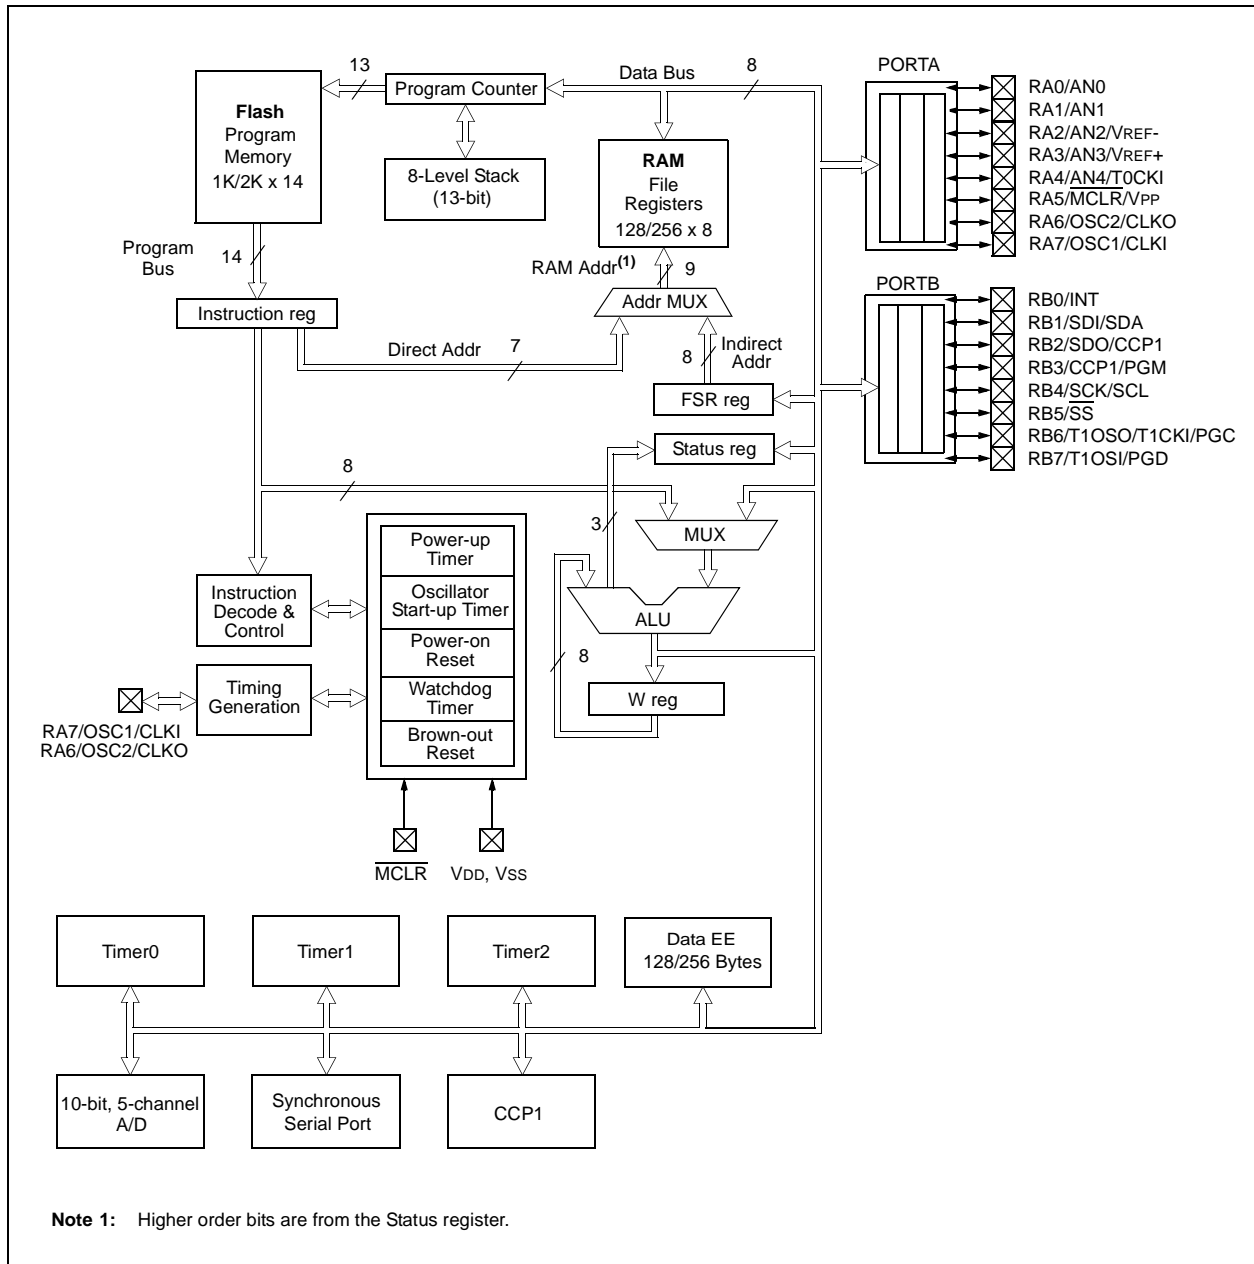 13
Program Counter
Data Bus
8
PORTA
Flash
Program
Memory
1K/2K x 14
8-Level Stack
(13-bit)
RAM
File
Registers
128/256 x 8
RA0/AN0
RA1/AN1
RA2/AN2/VREF-
RA3/AN3/VREF+
RA4/AN4/T0CKI
RA5/MCLR/VPP
RA6/OSC2/CLKO
RA7/OSC1/CLKI
Program
Bus
14
RAM Addr(1)
9
PORTB
Instruction reg
Addr MUX
RB0/INT
RB1/SDI/SDA
RB2/SDO/CCP1
RB3/CCP1/PGM
RB4/SCK/SCL
RB5/SS
RB6/T1OSO/T1CKI/PGC
RB7/T1OSI/PGD
Direct Addr
7
8
Indirect
Addr
FSR reg
Status reg
8
3
MUX
Power-up
Timer
Oscillator
Start-up Timer
Power-on
Reset
Watchdog
Timer
Brown-out
Reset
Instruction
Decode &
Control
ALU
8
W reg
Timing
Generation
RA7/OSC1/CLKI
RA6/OSC2/CLKO
MCLR
VDD, VSS
Timer0
Timer1
Timer2
Data EE
128/256 Bytes
10-bit, 5-channel
A/D
Synchronous
Serial Port
CCP1
Note 1: Higher order bits are from the Status register.